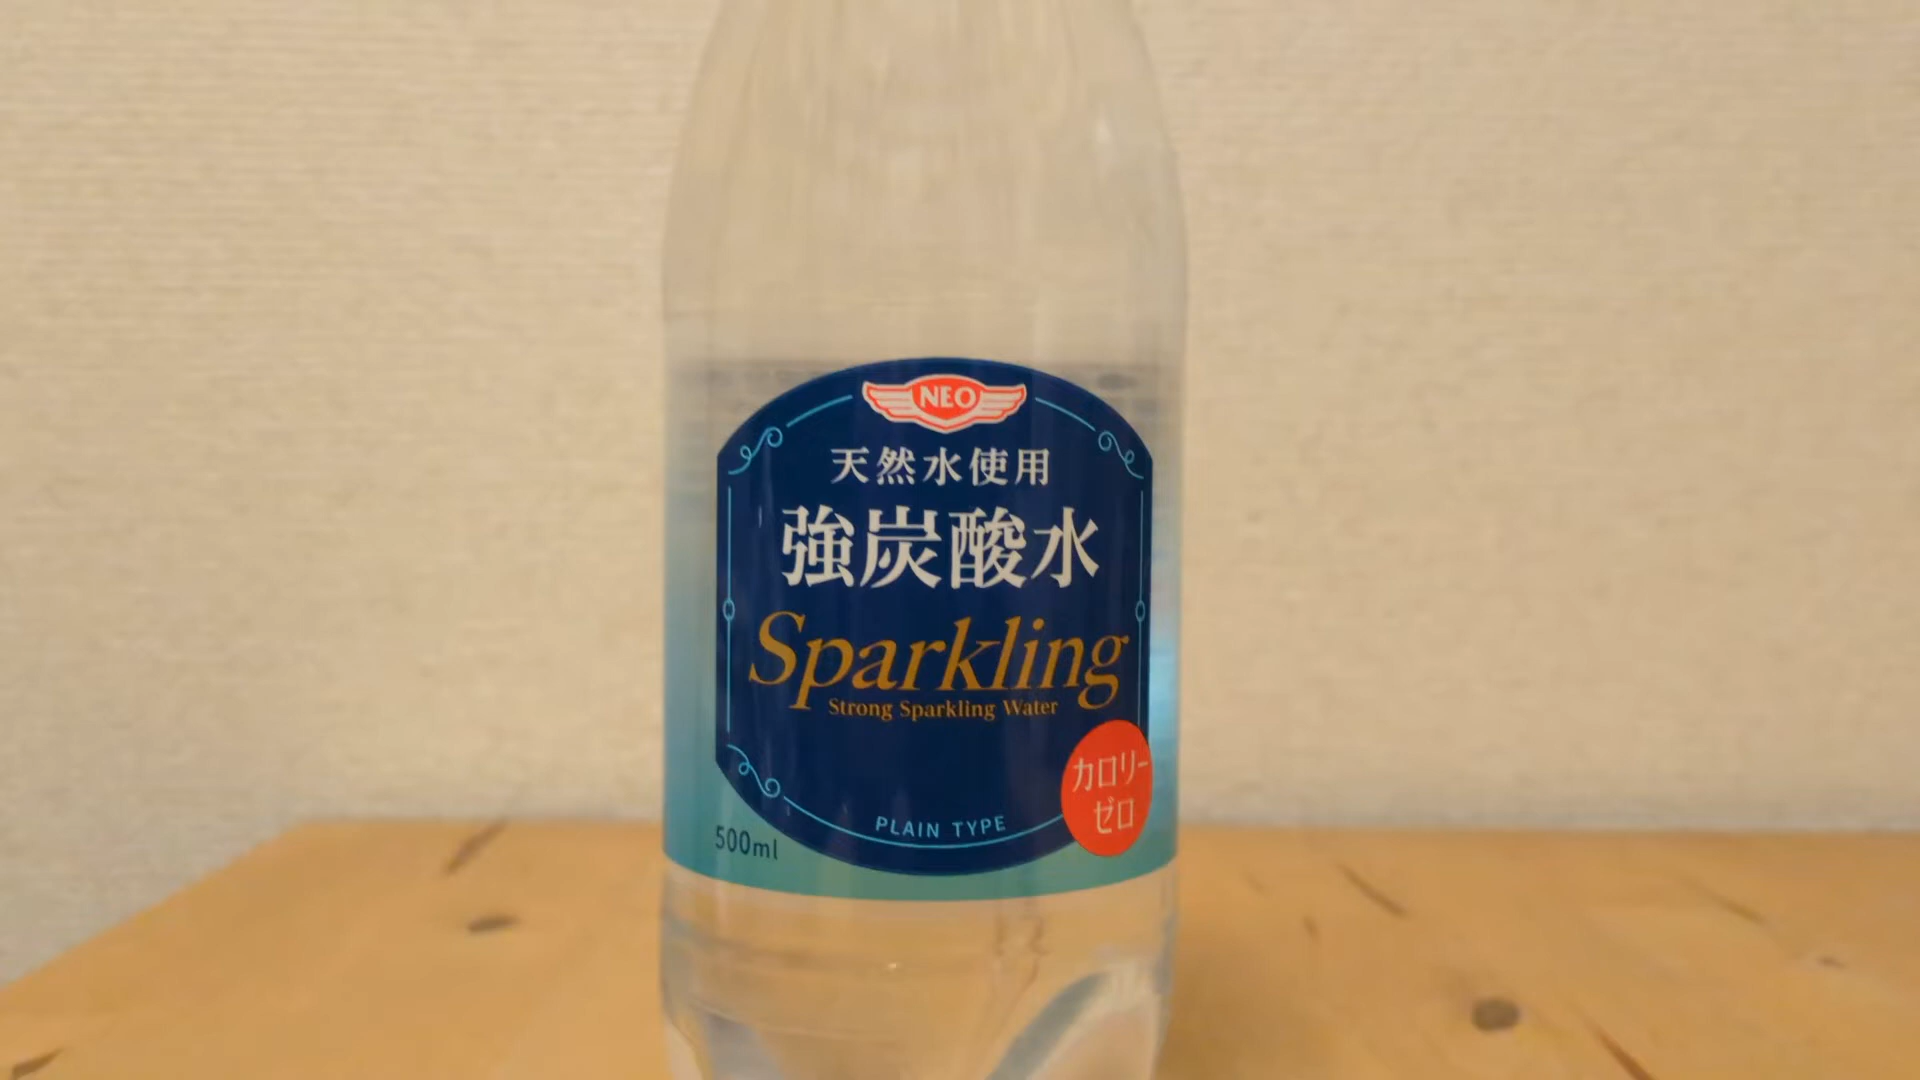 NEO
天然水使用
強炭酸水
Sparkling
Strong Sparkling Water
カロリー
ゼロ
PLAIN TYPE
500ml